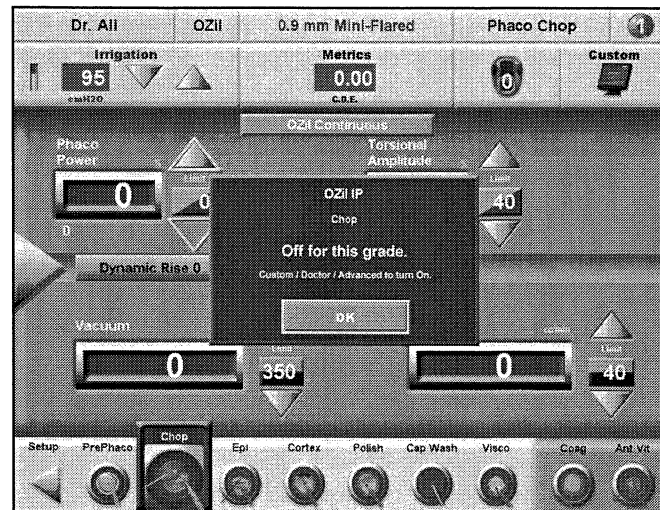 Dr. Ali OZil 0.9 mm Mini-Flared Phaco Chop 1
Irrigation Metrics Custom
95 0.00 0
cmH2O C.D.E.
OZil Continuous
Phaco Power % Torsional Amplitude %
Limit Limit
0 0 40
0
OZil IP
Chop
Off for this grade.
Custom / Doctor / Advanced to turn On.
OK
Dynamic Rise 0
Vacuum cc/min
Limit Limit
0 350 0 40
Setup PrePhaco Chop Epi Cortex Polish Cap Wash Visco Coag Ant Vit